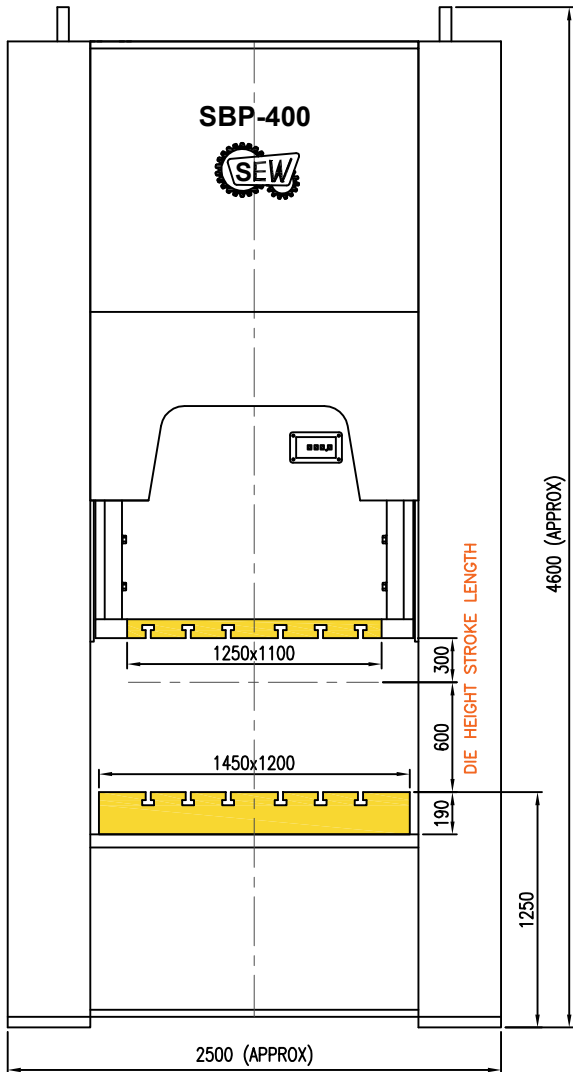 SBP-400
SEW
4600 (APPROX)
DIE HEIGHT STROKE LENGTH
1250x1100
300
600
1450x1200
190
1250
2500 (APPROX)